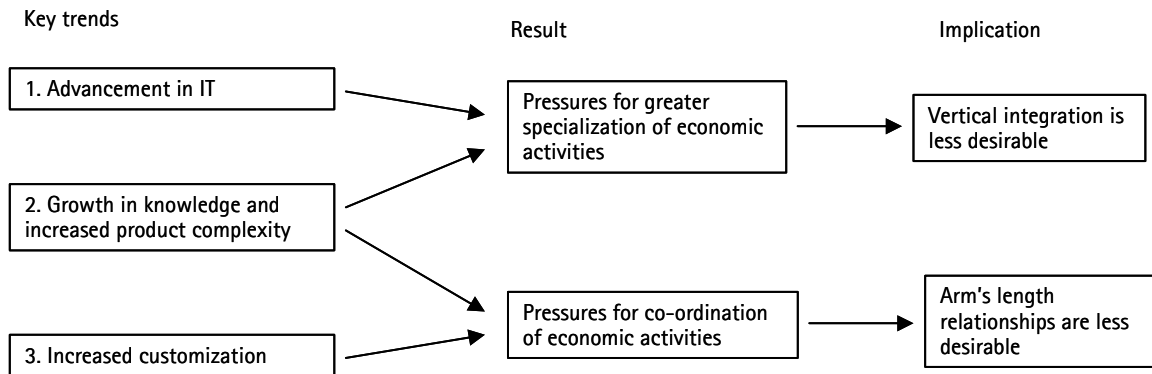 Key trends
Result
Implication
1. Advancement in IT
Pressures for greater
specialization of economic
activities
Vertical integration is
less desirable
2. Growth in knowledge and
increased product complexity
Pressures for co-ordination
of economic activities
Arm's length
relationships are less
desirable
3. Increased customization